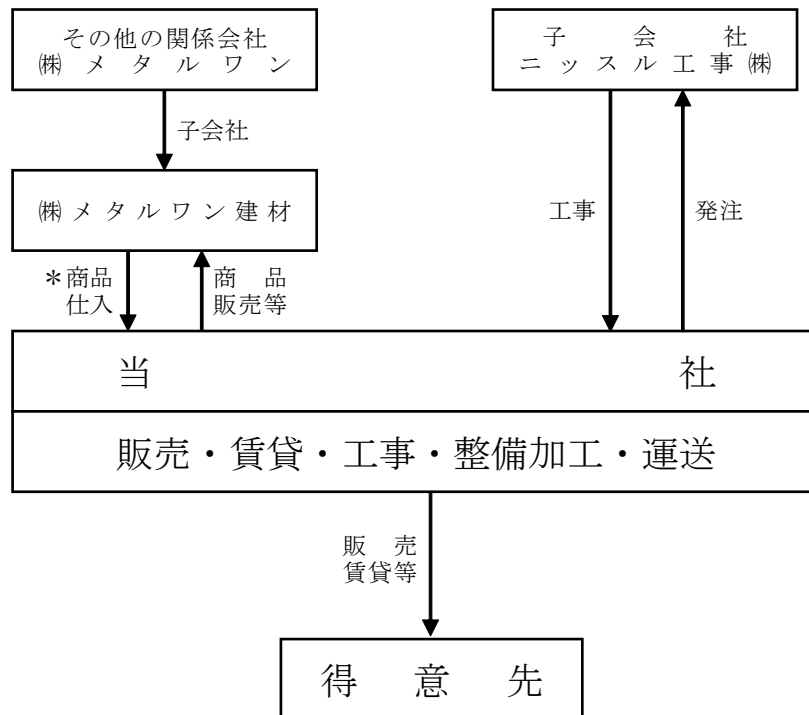 その他の関係会社
㈱メタルワン
子会社
ニッスル工事㈱
子会社
㈱メタルワン建材
工事
発注
＊商品
仕入
商品
販売等
当社
販売・賃貸・工事・整備加工・運送
販売
賃貸等
得意先